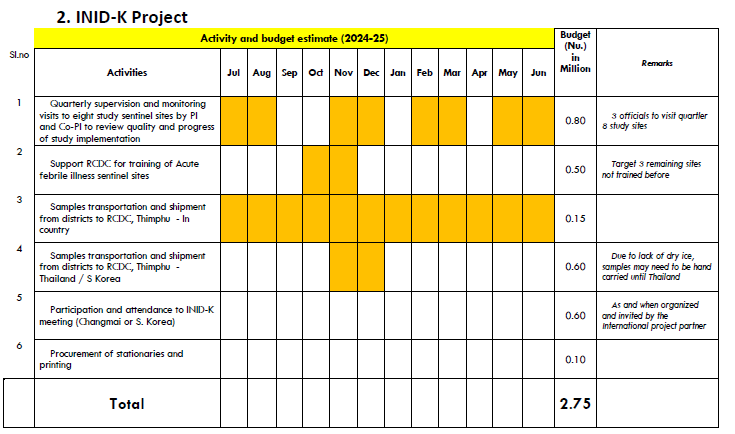 2. INID-K Project
Activity and budget estimate (2024-25)
Budget
(Nu.)
in
Million
Sl.no
Activities
Jul Aug Sep Oct Nov Dec Jan Feb Mar Apr May Jun
Remarks
1
Quarterly supervision and monitoring
visits to eight study sentinel sites by PI
and Co-PI to review quality and progress
of study implementation
0.80
3 officials to visit quartler
8 study sites
2
Support RCDC for training of Acute
febrile illness sentinel sites
0.50
Target 3 remaining sites
not trained before
3
Samples transportation and shipment
from districts to RCDC, Thimphu - In
country
0.15
4
Samples transportation and shipment
from districts to RCDC, Thimphu -
Thailand / S Korea
0.60
Due to lack of dry ice,
samples may need to be hand
carried until Thailand
5
Participation and attendance to INID-K
meeting (Changmai or S. Korea)
0.60
As and when organized
and invited by the
International project partner
6
Procurement of stationaries and
printing
0.10
Total
2.75